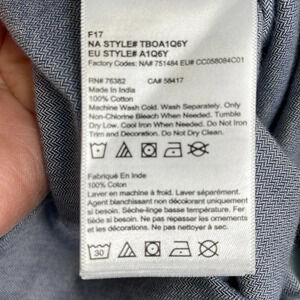 F17
NA STYLE# TBOA1Q6Y
EU STYLE# A1Q6Y
Factory Codes: NA# 751484 EU# CC058084C01
RN# 76382 CA# 58417
Made In India
100% Cotton
Machine Wash Cold. Wash Separately. Only
Non-Chlorine Bleach When Needed. Tumble
Dry Low. Cool Iron When Needed. Do Not Iron
Trim and Decoration. Do Not Dry Clean.
Fabriqué En Inde
100% Coton
Laver en machine à froid. Laver séparément.
Agent blanchissant non décolorant uniquement
si besoin. Sèche-linge basse température. Fer
si besoin. Ne pas repasser les ornements
et les décorations. Ne pas nettoyer à sec.
30